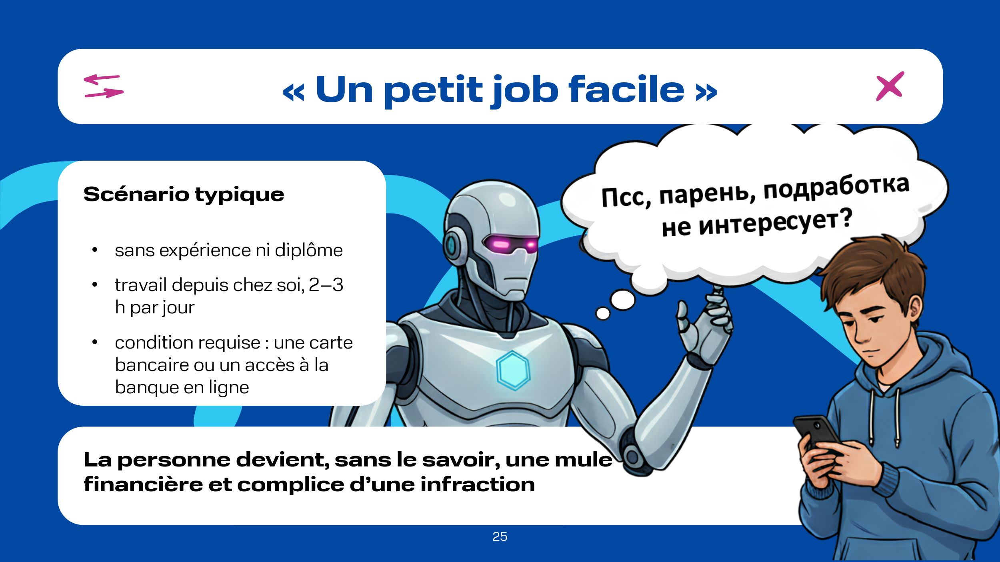 « Un petit job facile »
Scénario typique
• sans expérience ni diplôme
• travail depuis chez soi, 2–3
h par jour
• condition requise : une carte
bancaire ou un accès à la
banque en ligne
Псс, парень, подработка
не интересует?
La personne devient, sans le savoir, une mule
financière et complice d’une infraction
25